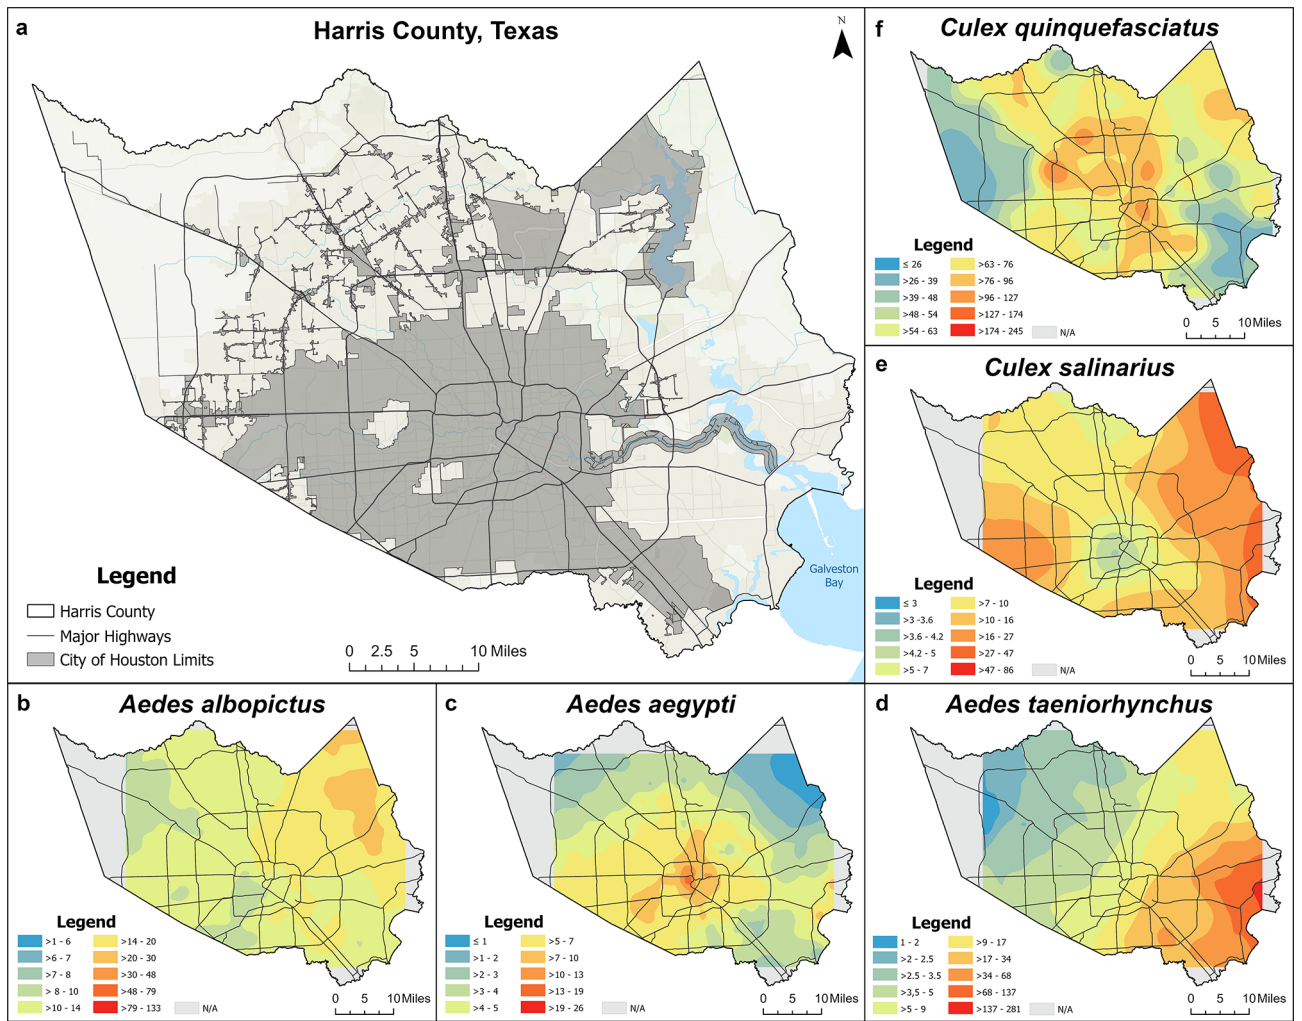 a
Harris County, Texas
N
Galveston
Bay
Legend
Harris County
Major Highways
City of Houston Limits
0 2.5 5 10 Miles
f
Culex quinquefasciatus
Legend
≤ 26
>26 - 39
>39 - 48
>48 - 54
>54 - 63
>63 - 76
>76 - 96
>96 - 127
>127 - 174
>174 - 245
N/A
0 5 10 Miles
e
Culex salinarius
Legend
≤ 3
>3 -3.6
>3.6 - 4.2
>4.2 - 5
>5 - 7
>7 - 10
>10 - 16
>16 - 27
>27 - 47
>47 - 86
N/A
0 5 10 Miles
b
Aedes albopictus
Legend
>1 - 6
>6 - 7
>7 - 8
> 8 - 10
>10 - 14
>14 - 20
>20 - 30
>30 - 48
>48 - 79
>79 - 133
N/A
0 5 10 Miles
c
Aedes aegypti
Legend
≤ 1
>1 - 2
>2 - 3
>3 - 4
>4 - 5
>5 - 7
>7 - 10
>10 - 13
>13 - 19
>19 - 26
N/A
0 5 10 Miles
d
Aedes taeniorhynchus
Legend
1 - 2
>2 - 2.5
>2.5 - 3.5
>3,5 - 5
>5 - 9
>9 - 17
>17 - 34
>34 - 68
>68 - 137
>137 - 281
N/A
0 5 10 Miles